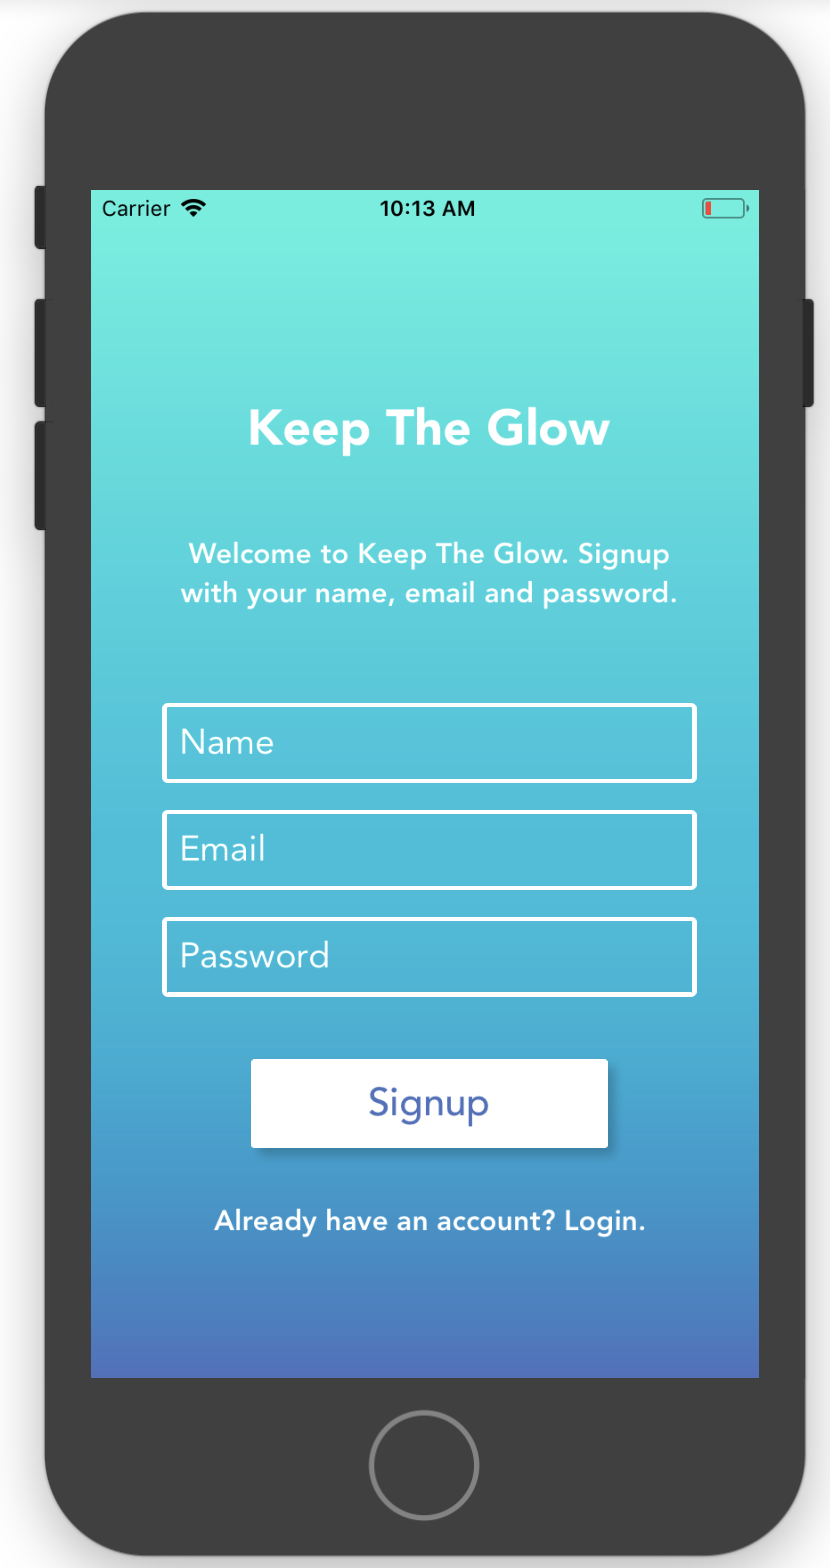 Carrier 10:13 AM
Keep The Glow
Welcome to Keep The Glow. Signup
with your name, email and password.
Name
Email
Password
Signup
Already have an account? Login.